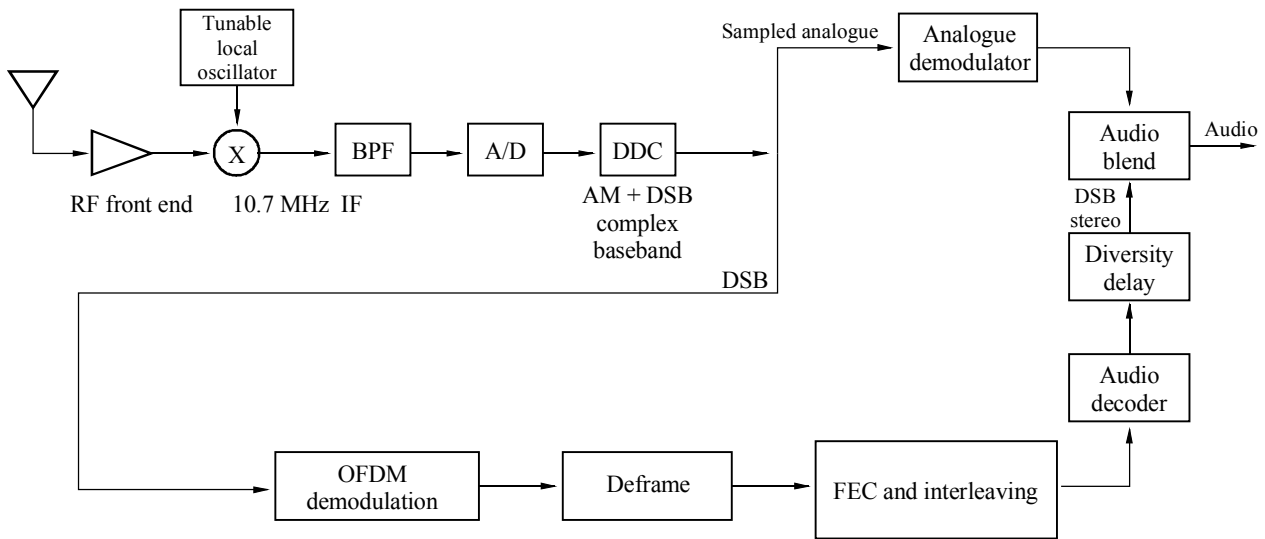 Tunable
local
oscillator
X
BPF
A/D
DDC
RF front end
10.7 MHz IF
AM + DSB
complex
baseband
Sampled analogue
Analogue
demodulator
Audio
blend
Audio
DSB
stereo
Diversity
delay
Audio
decoder
DSB
OFDM
demodulation
Deframe
FEC and interleaving